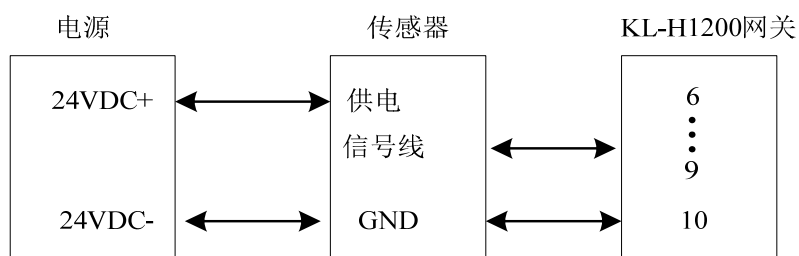 电源 传感器 KL-H1200网关
24VDC+ 供电 6
信号线
9
24VDC- GND 10